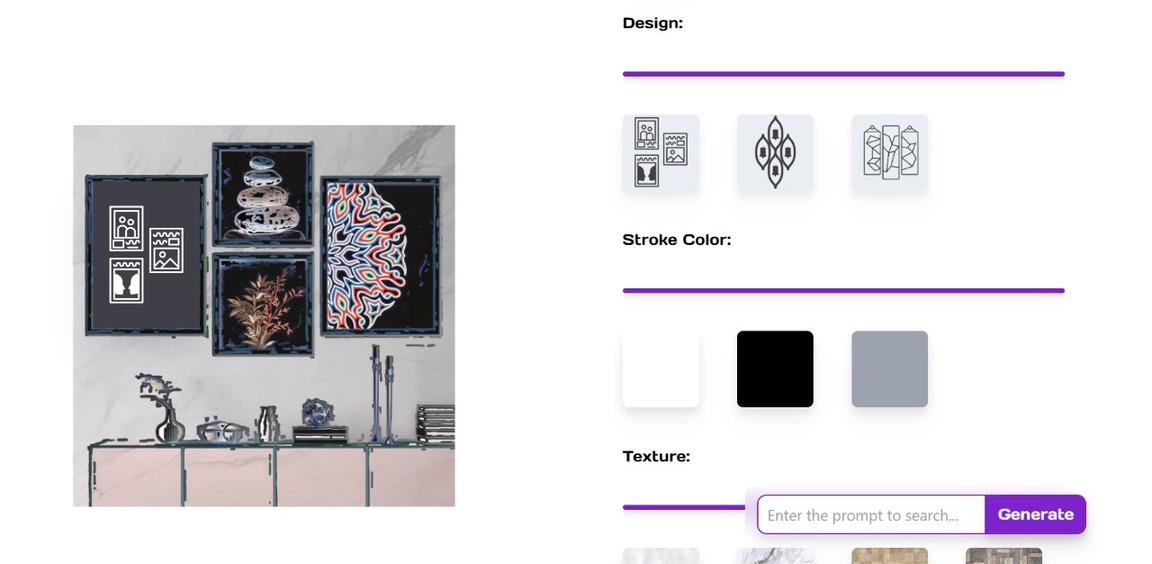 Design:
Stroke Color:
Texture:
Enter the prompt to search...
Generate